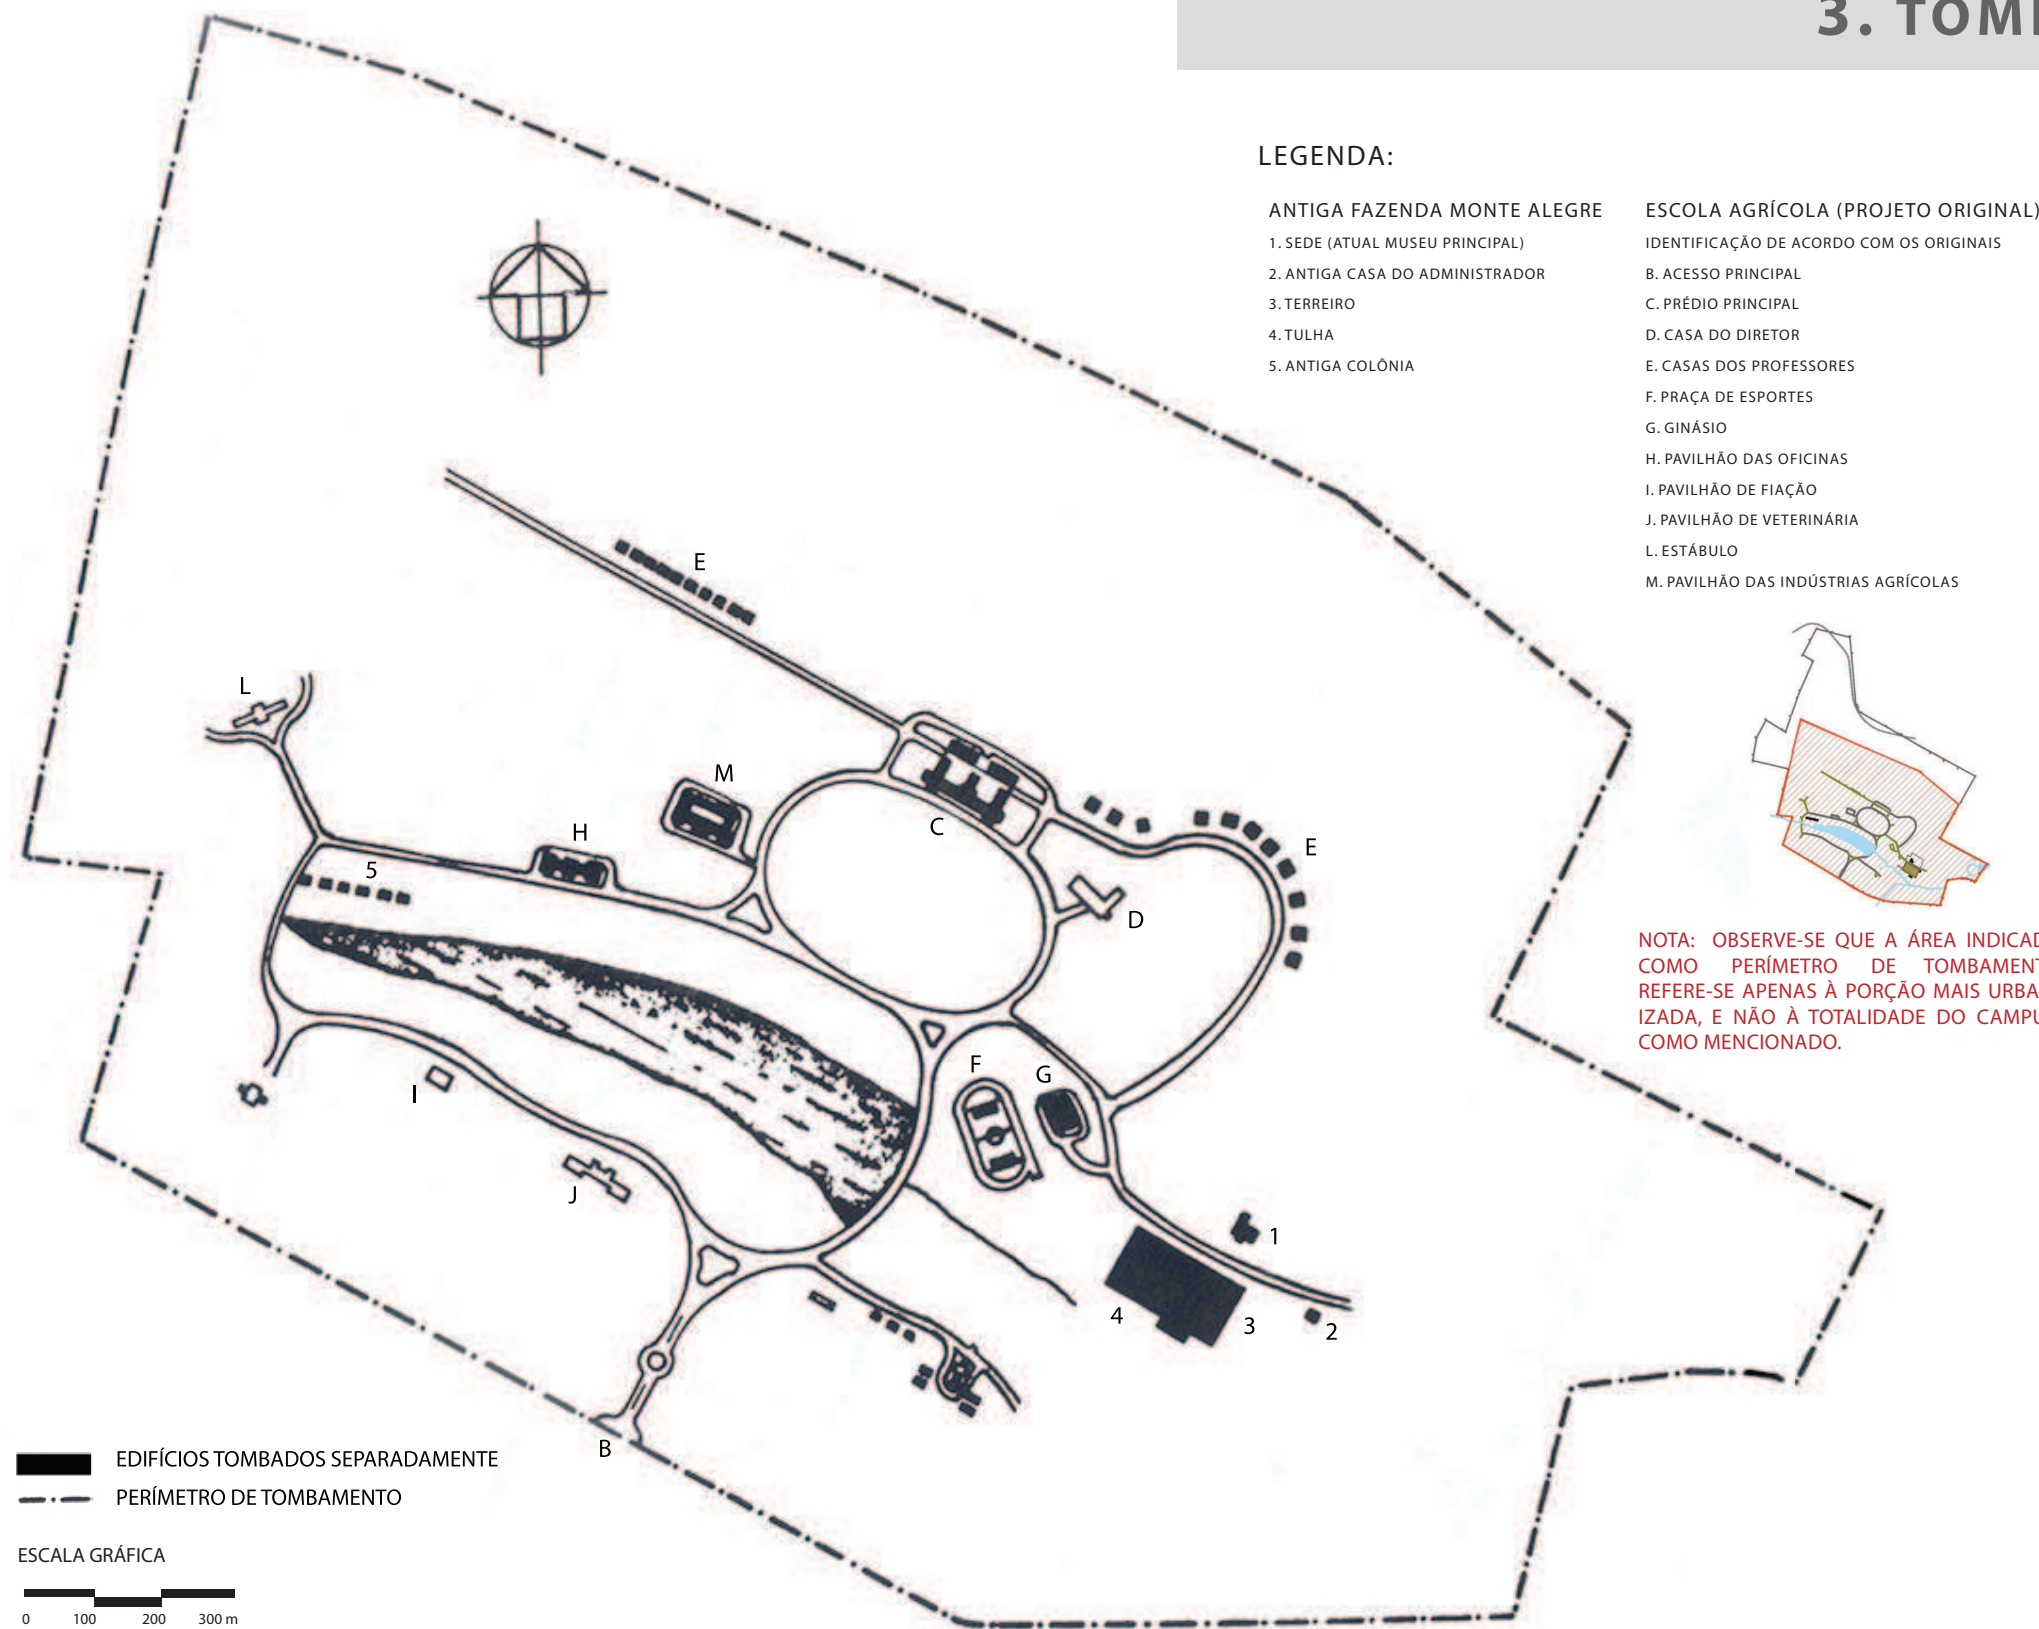 3. TOM
LEGENDA:
ANTIGA FAZENDA MONTE ALEGRE
1. SEDE (ATUAL MUSEU PRINCIPAL)
2. ANTIGA CASA DO ADMINISTRADOR
3. TERREIRO
4. TULHA
5. ANTIGA COLÔNIA
ESCOLA AGRÍCOLA (PROJETO ORIGINAL)
IDENTIFICAÇÃO DE ACORDO COM OS ORIGINAIS
B. ACESSO PRINCIPAL
C. PRÉDIO PRINCIPAL
D. CASA DO DIRETOR
E. CASAS DOS PROFESSORES
F. PRAÇA DE ESPORTES
G. GINÁSIO
H. PAVILHÃO DAS OFICINAS
I. PAVILHÃO DE FIAÇÃO
J. PAVILHÃO DE VETERINÁRIA
L. ESTÁBULO
M. PAVILHÃO DAS INDÚSTRIAS AGRÍCOLAS
NOTA: OBSERVE-SE QUE A ÁREA INDICAD
COMO PERÍMETRO DE TOMBAMENT
REFERE-SE APENAS À PORÇÃO MAIS URBA
IZADA, E NÃO À TOTALIDADE DO CAMPU
COMO MENCIONADO.
E
L
M
H
C
5
E
D
F
G
I
J
1
4
3
2
B
EDIFÍCIOS TOMBADOS SEPARADAMENTE
PERÍMETRO DE TOMBAMENTO
ESCALA GRÁFICA
0 100 200 300 m